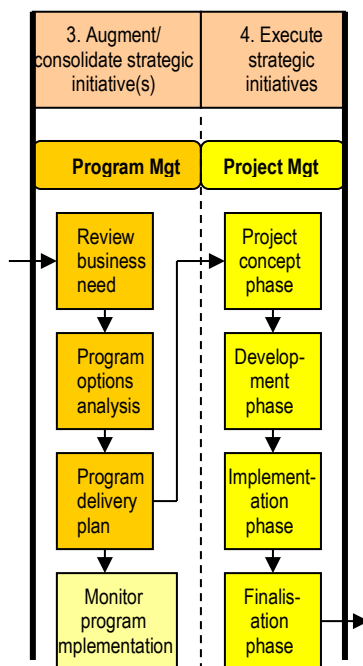 3. Augment/
consolidate strategic
initiative(s)
4. Execute
strategic
initiatives
Program Mgt
Project Mgt
Review
business
need
Program
options
analysis
Program
delivery
plan
Monitor
program
mplementation
Project
concept
phase
Develop-
ment
phase
Implement-
ation
phase
Finalis-
ation
phase